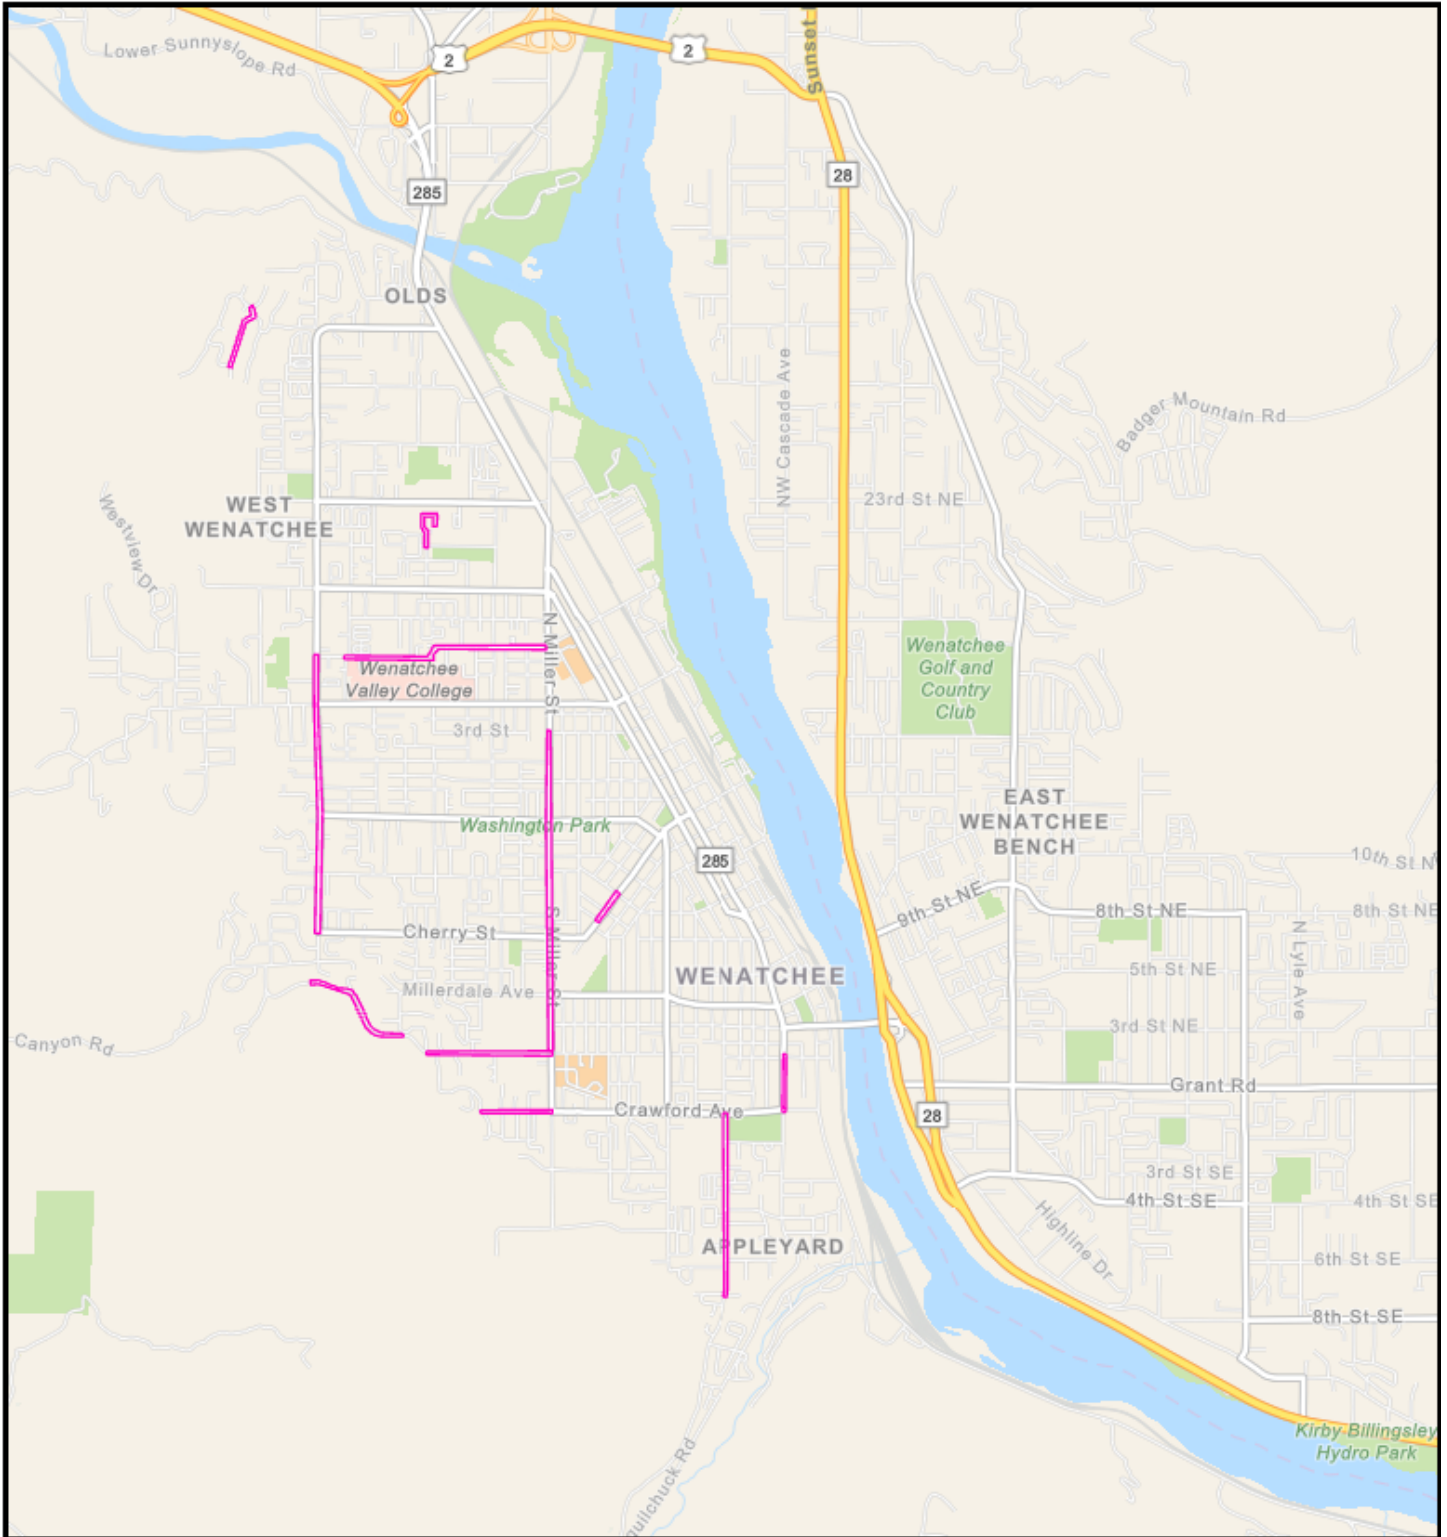 Lower Sunnyslope Rd
2
2
Sunset
28
285
OLDS
NW Cascade Ave
Badger Mountain Rd
WEST
WENATCHEE
23rd St NE
Westview Dr
N Miller St
Wenatchee
Valley College
Wenatchee
Golf and
Country
Club
3rd St
EAST
WENATCHEE
BENCH
Washington Park
285
10th St N
9th St NE
8th St NE
8th St NE
Cherry St
S Miller St
N Lyle Ave
WENATCHEE
5th St NE
Millerdale Ave
3rd St NE
Canyon Rd
Grant Rd
Crawford Ave
28
3rd St SE
4th St SE
4th St SE
Highline Dr
APPLEYARD
6th St SE
8th St SE
Kirby Billingsley
Hydro Park
quilchuck Rd